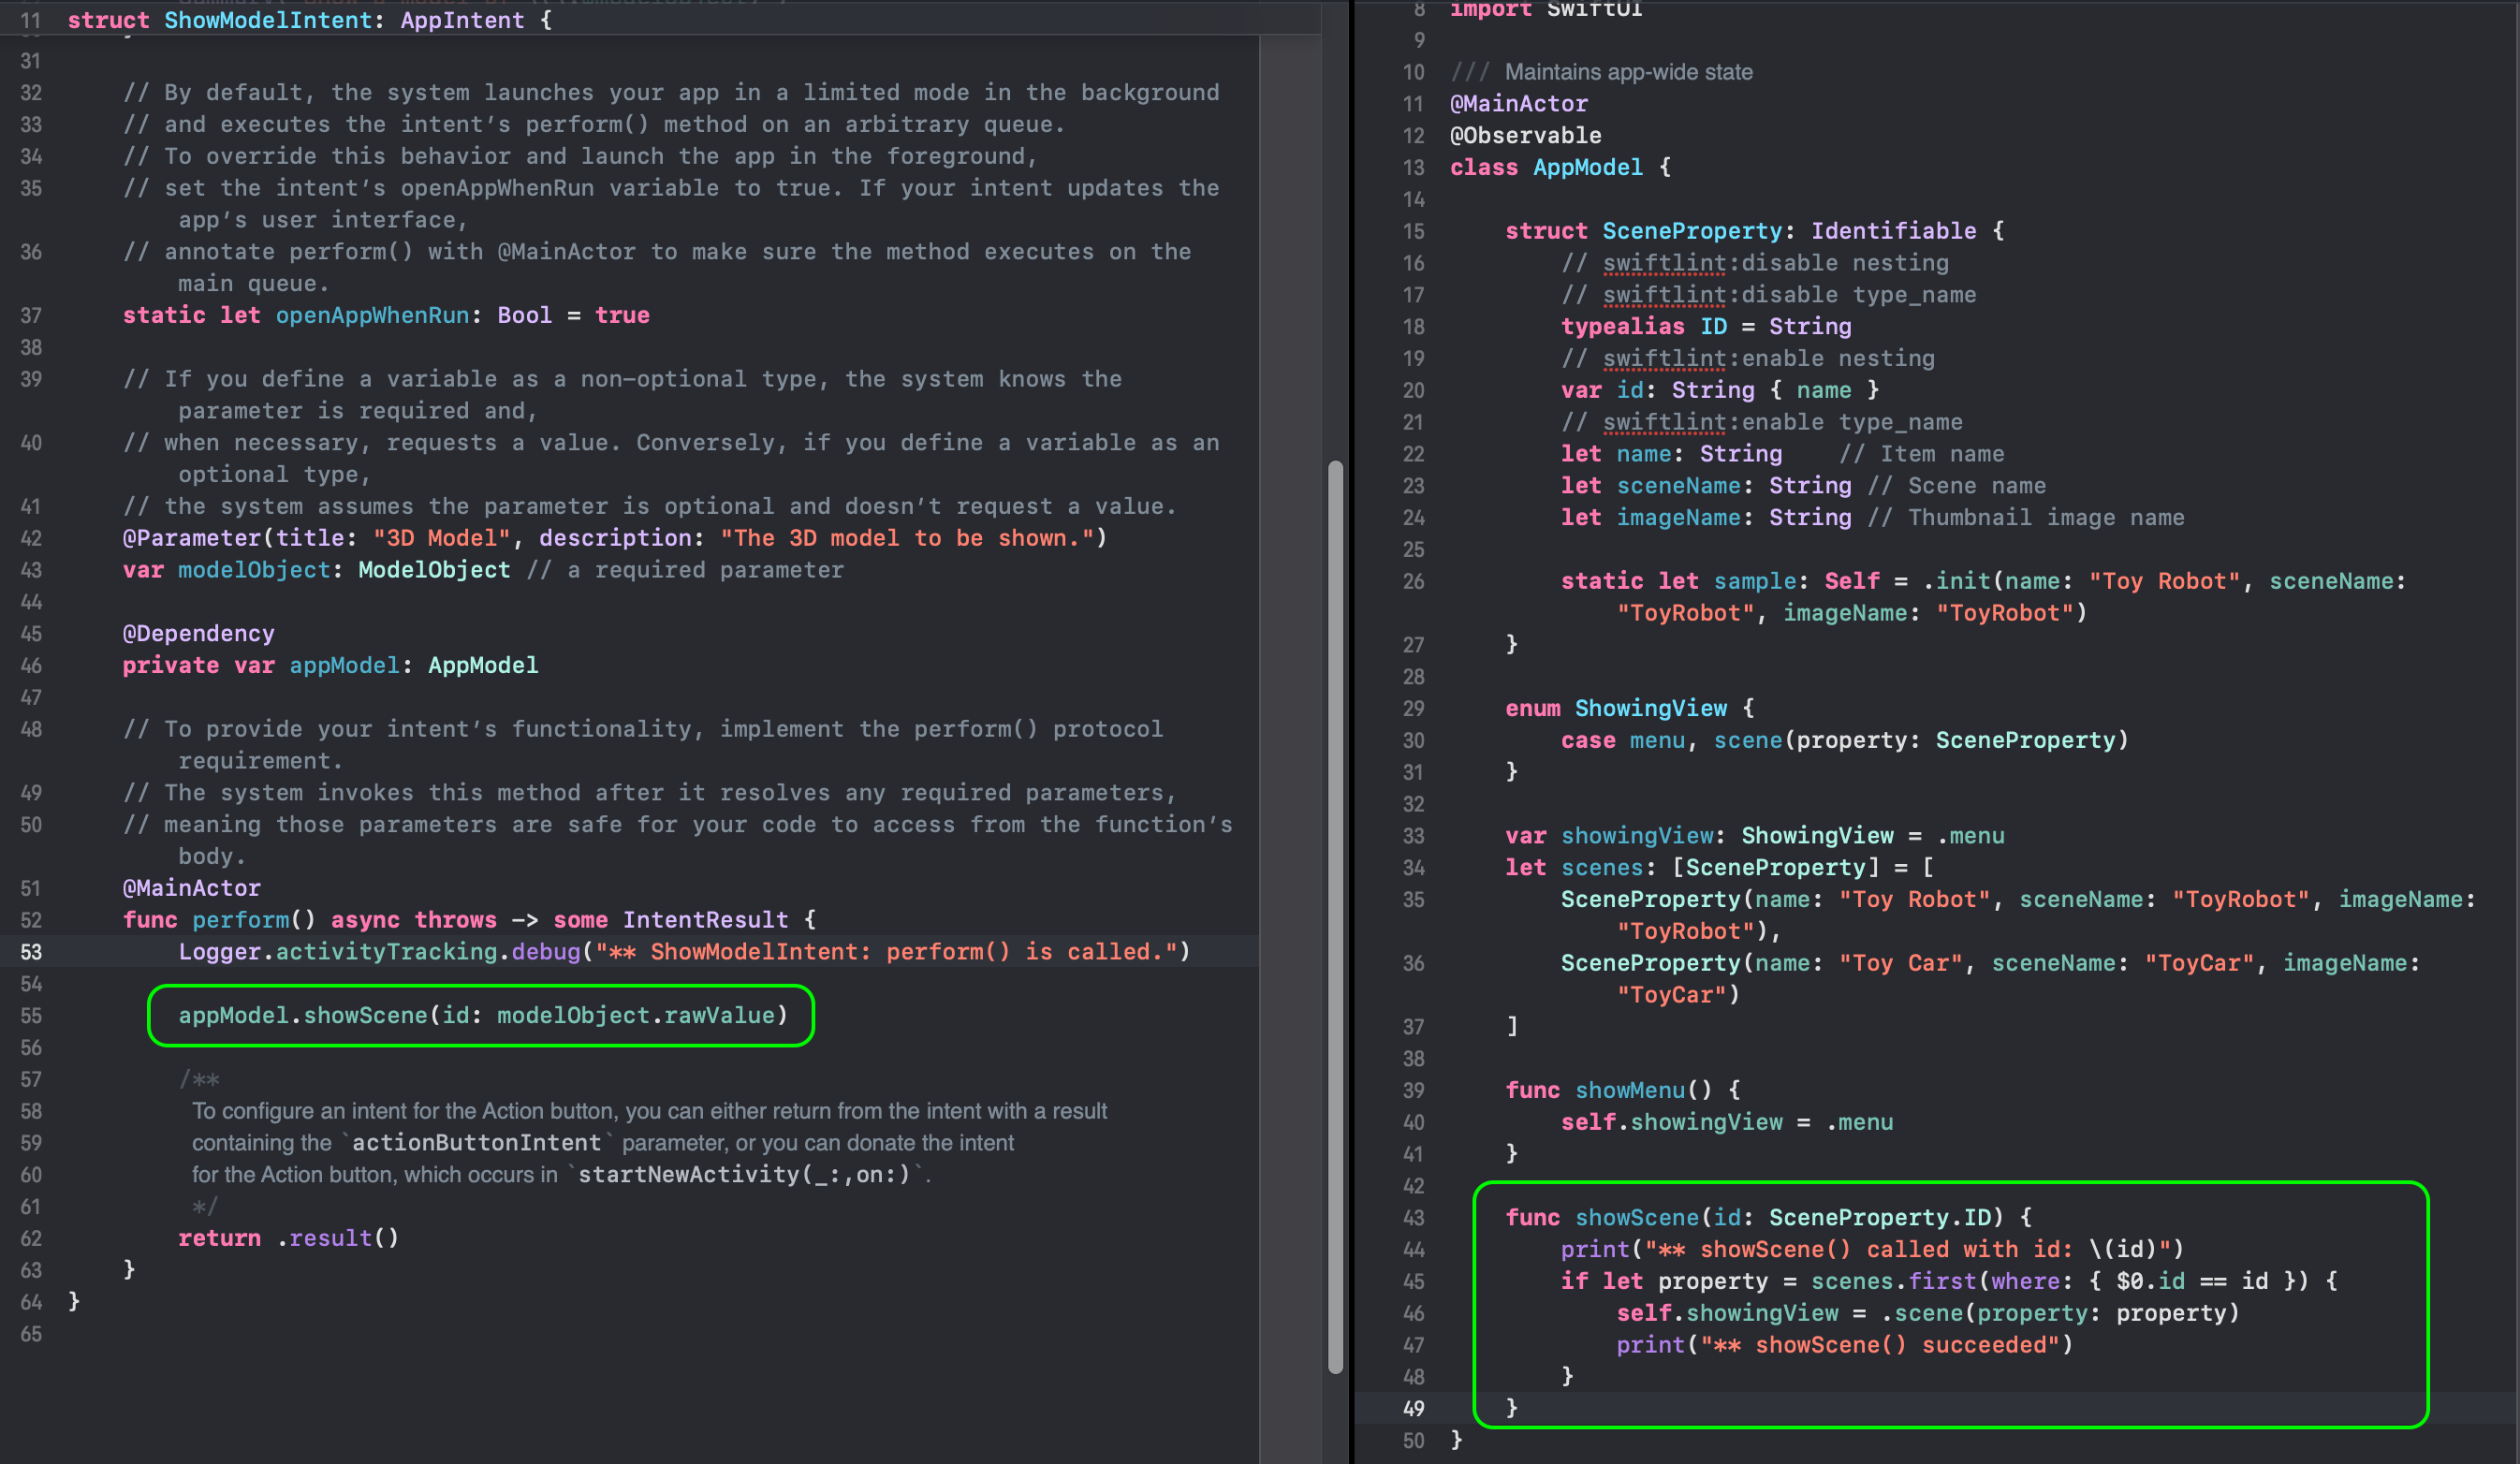 11 struct ShowModelIntent: AppIntent {
31
32 // By default, the system launches your app in a limited mode in the background
33 // and executes the intent’s perform() method on an arbitrary queue.
34 // To override this behavior and launch the app in the foreground,
35 // set the intent’s openAppWhenRun variable to true. If your intent updates the
app’s user interface,
36 // annotate perform() with @MainActor to make sure the method executes on the
main queue.
37 static let openAppWhenRun: Bool = true
38
39 // If you define a variable as a non-optional type, the system knows the
parameter is required and,
40 // when necessary, requests a value. Conversely, if you define a variable as an
optional type,
41 // the system assumes the parameter is optional and doesn’t request a value.
42 @Parameter(title: "3D Model", description: "The 3D model to be shown.")
43 var modelObject: ModelObject // a required parameter
44
45 @Dependency
46 private var appModel: AppModel
47
48 // To provide your intent’s functionality, implement the perform() protocol
requirement.
49 // The system invokes this method after it resolves any required parameters,
50 // meaning those parameters are safe for your code to access from the function’s
body.
51 @MainActor
52 func perform() async throws -> some IntentResult {
53 Logger.activityTracking.debug("** ShowModelIntent: perform() is called.")
54
55 appModel.showScene(id: modelObject.rawValue)
56
57 /**
58 To configure an intent for the Action button, you can either return from the intent with a result
59 containing the `actionButtonIntent` parameter, or you can donate the intent
60 for the Action button, which occurs in `startNewActivity(_:,on:)`.
61 */
62 return .result()
63 }
64 }
65
8 import SwiftUI
9
10 /// Maintains app-wide state
11 @MainActor
12 @Observable
13 class AppModel {
14
15 struct SceneProperty: Identifiable {
16 // swiftlint:disable nesting
17 // swiftlint:disable type_name
18 typealias ID = String
19 // swiftlint:enable nesting
20 var id: String { name }
21 // swiftlint:enable type_name
22 let name: String // Item name
23 let sceneName: String // Scene name
24 let imageName: String // Thumbnail image name
25
26 static let sample: Self = .init(name: "Toy Robot", sceneName:
"ToyRobot", imageName: "ToyRobot")
27 }
28
29 enum ShowingView {
30 case menu, scene(property: SceneProperty)
31 }
32
33 var showingView: ShowingView = .menu
34 let scenes: [SceneProperty] = [
35 SceneProperty(name: "Toy Robot", sceneName: "ToyRobot", imageName:
"ToyRobot"),
36 SceneProperty(name: "Toy Car", sceneName: "ToyCar", imageName:
"ToyCar")
37 ]
38
39 func showMenu() {
40 self.showingView = .menu
41 }
42
43 func showScene(id: SceneProperty.ID) {
44 print("** showScene() called with id: \(id)")
45 if let property = scenes.first(where: { $0.id == id }) {
46 self.showingView = .scene(property: property)
47 print("** showScene() succeeded")
48 }
49 }
50 }